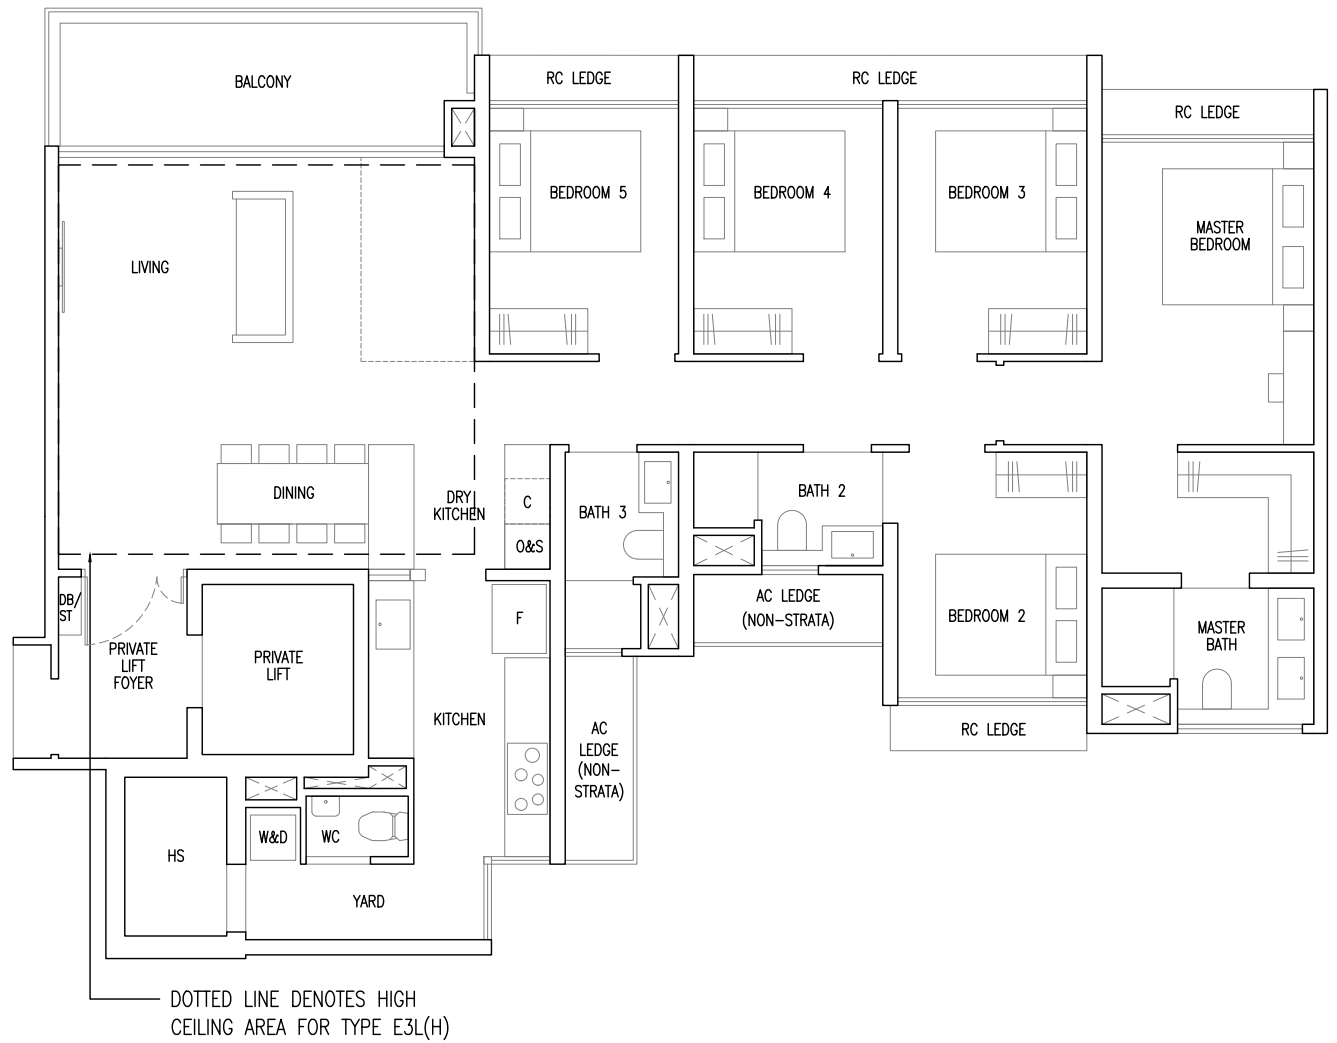 BALCONY
RC LEDGE
RC LEDGE
RC LEDGE
BEDROOM 5
BEDROOM 4
BEDROOM 3
MASTER
BEDROOM
LIVING
DINING
DRY
KITCHEN
C
O&S
BATH 3
BATH 2
AC LEDGE
(NON-STRATA)
BEDROOM 2
MASTER
BATH
DB/
ST
PRIVATE
LIFT
FOYER
PRIVATE
LIFT
F
KITCHEN
AC
LEDGE
(NON-
STRATA)
RC LEDGE
HS
W&D
WC
YARD
DOTTED LINE DENOTES HIGH
CEILING AREA FOR TYPE E3L(H)